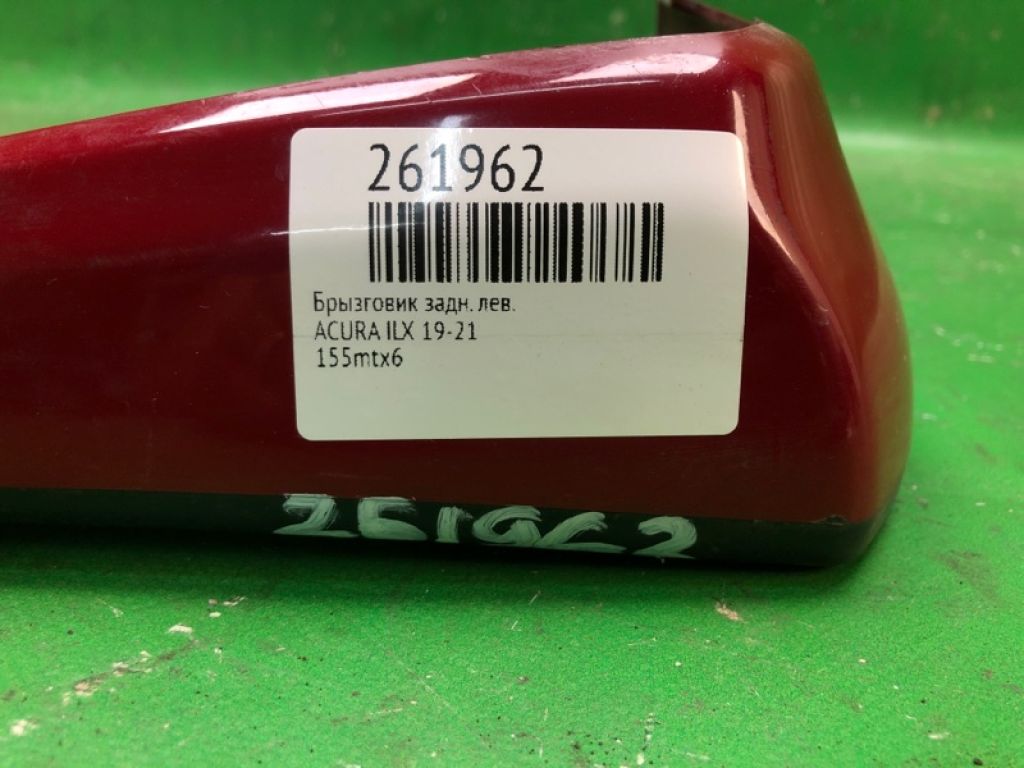 261962
Брызговик задн. лев.
ACURA ILX 19-21
155mtx6
261962